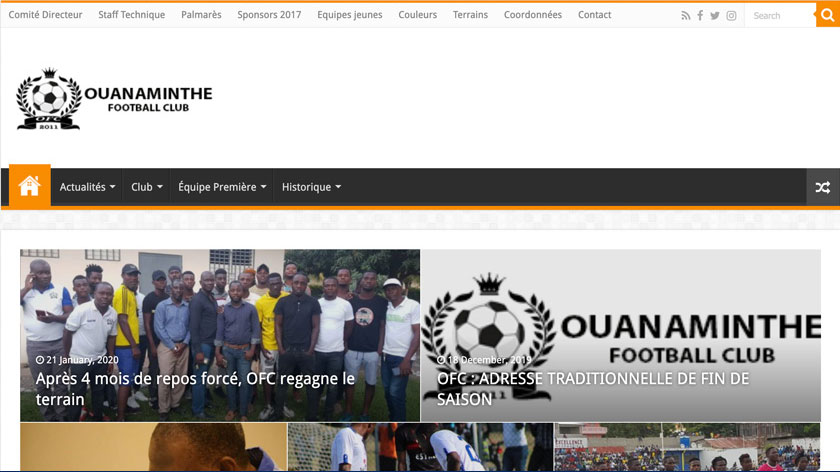 Comité Directeur Staff Technique Palmarès Sponsors 2017 Equipes jeunes Couleurs Terrains Coordonnées Contact Search
OUANAMINTHE
FOOTBALL CLUB
OFC
2011
Actualités Club Équipe Première Historique
21 January, 2020
Après 4 mois de repos forcé, OFC regagne le
terrain
OUANAMINTHE
FOOTBALL CLUB
18 December, 2019
OFC : ADRESSE TRADITIONNELLE DE FIN DE
SAISON